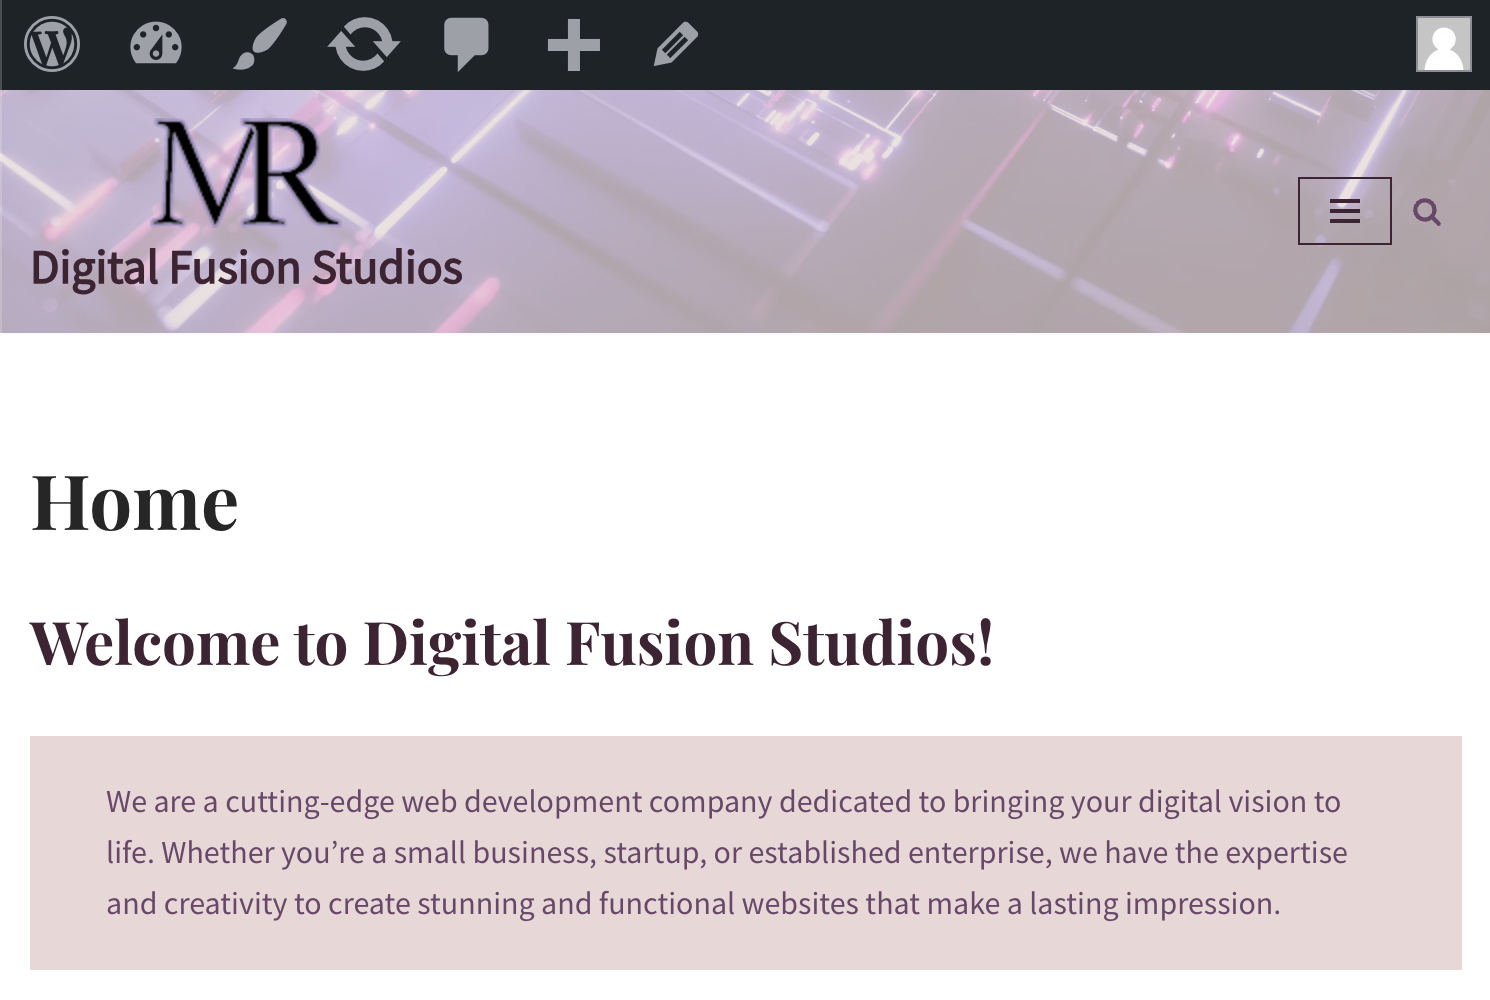 MR
Digital Fusion Studios
Home
Welcome to Digital Fusion Studios!
We are a cutting-edge web development company dedicated to bringing your digital vision to
life. Whether you’re a small business, startup, or established enterprise, we have the expertise
and creativity to create stunning and functional websites that make a lasting impression.